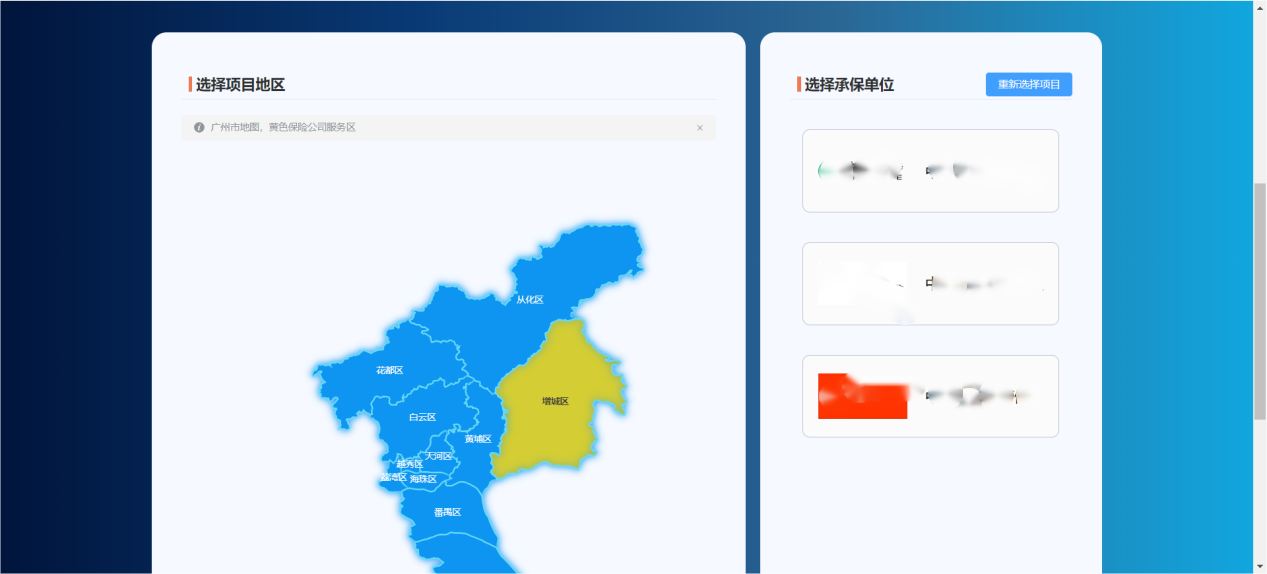 选择项目地区
广州市地图，黄色保险公司服务区
从化区
花都区
增城区
白云区
黄埔区
天河区
越秀区
荔湾区
海珠区
番禺区
选择承保单位
重新选择项目